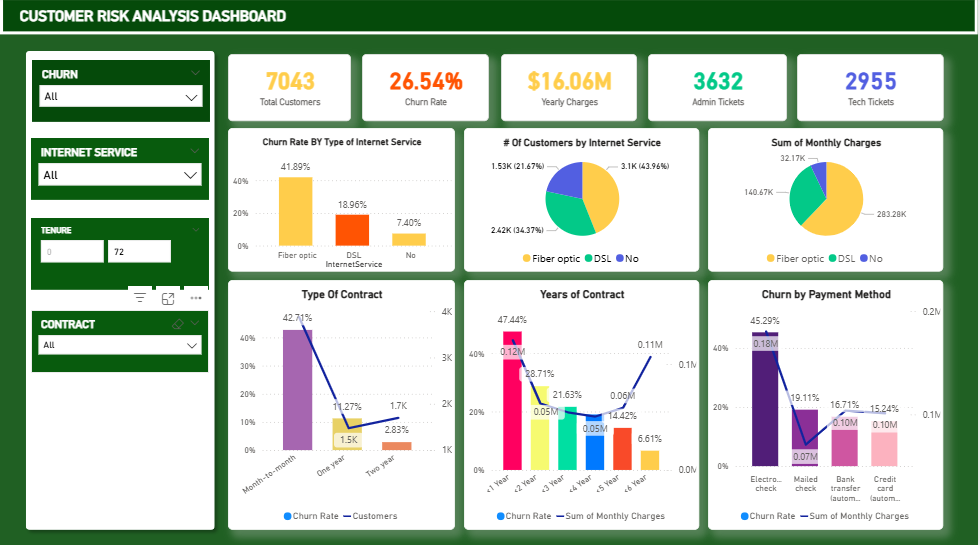 CUSTOMER RISK ANALYSIS DASHBOARD
CHURN
All
INTERNET SERVICE
All
TENURE
0
72
CONTRACT
All
7043
Total Customers
26.54%
Churn Rate
$16.06M
Yearly Charges
3632
Admin Tickets
2955
Tech Tickets
Churn Rate BY Type of Internet Service
41.89%
18.96%
7.40%
40%
20%
0%
Fiber optic
DSL
No
InternetService
# Of Customers by Internet Service
1.53K (21.67%)
3.1K (43.96%)
2.42K (34.37%)
Fiber optic DSL No
Sum of Monthly Charges
32.17K
140.67K
283.28K
Fiber optic DSL No
Type Of Contract
42.71%
11.27%
1.5K
1.7K
2.83%
40%
30%
20%
10%
0%
4K
3K
2K
1K
Month-to-month
One year
Two year
Churn Rate Customers
Years of Contract
47.44%
0.12M
28.71%
0.05M
21.63%
0.05M
0.06M
14.42%
0.11M
6.61%
40%
20%
0%
0.1M
0.0M
<1 Year
<2 Year
<3 Year
<4 Year
<5 Year
<6 Year
Churn Rate Sum of Monthly Charges
Churn by Payment Method
45.29%
0.18M
19.11%
0.07M
16.71%
0.10M
15.24%
0.10M
40%
20%
0%
0.2M
0.1M
Electro...
check
Mailed
check
Bank
transfer
(autom...
Credit
card
(autom...
Churn Rate Sum of Monthly Charges